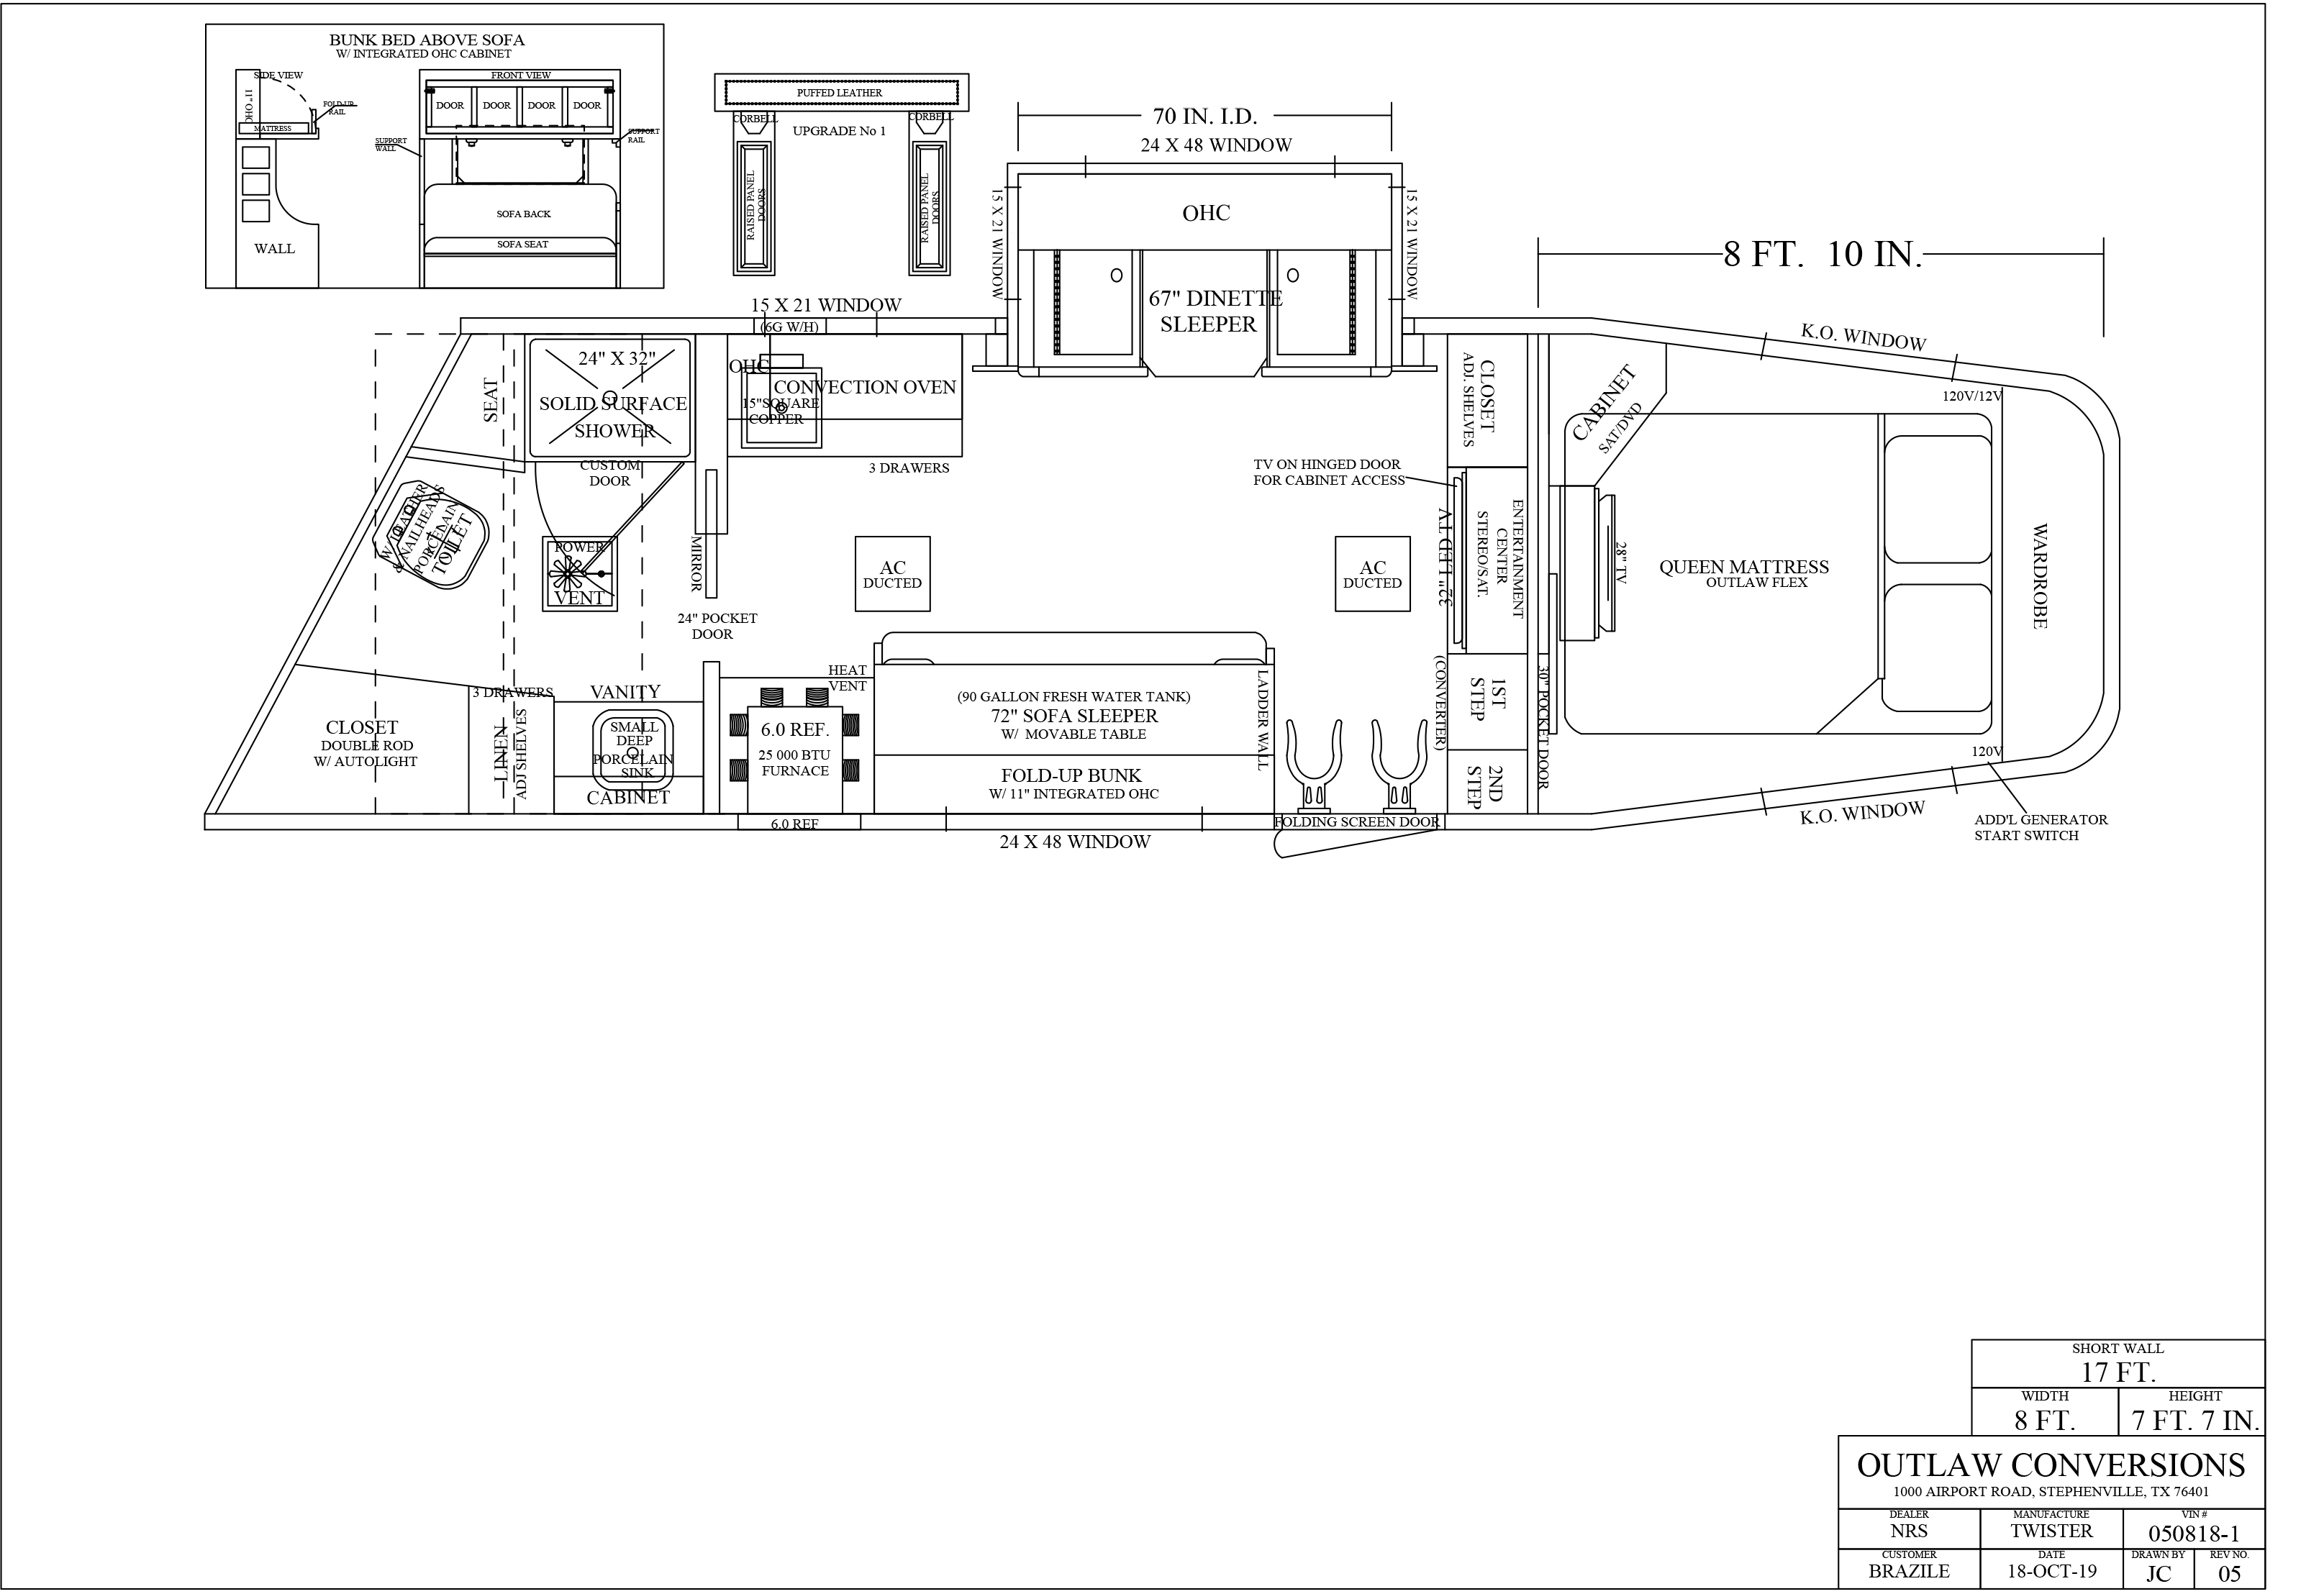 BUNK BED ABOVE SOFA
W/ INTEGRATED OHC CABINET
SIDE VIEW
11" OHC
FOLD-UP
RAIL
MATTRESS
WALL
FRONT VIEW
DOOR DOOR DOOR DOOR
SUPPORT
WALL
SUPPORT
RAIL
SOFA BACK
SOFA SEAT
PUFFED LEATHER
CORBELL CORBELL
UPGRADE No 1
RAISED PANEL
DOORS
RAISED PANEL
DOORS
70 IN. I.D.
24 X 48 WINDOW
15 X 21 WINDOW
15 X 21 WINDOW
OHC
67" DINETTE
SLEEPER
8 FT. 10 IN.
15 X 21 WINDOW
(6G W/H)
SEAT
24" X 32"
SOLID SURFACE
SHOWER
CUSTOM
DOOR
OHC
CONVECTION OVEN
15"SQUARE
COPPER
3 DRAWERS
W/ LEATHER
& NAILHEADS
PORCELAIN
TOILET
POWER
VENT
MIRROR
24" POCKET
DOOR
AC
DUCTED
AC
DUCTED
TV ON HINGED DOOR
FOR CABINET ACCESS
CLOSET
ADJ. SHELVES
32" LED TV
ENTERTAINMENT
CENTER
STEREO/SAT.
(CONVERTER)
1ST
STEP
2ND
STEP
30" POCKET DOOR
CABINET
SAT/DVD
28" TV
K.O. WINDOW
120V/12V
QUEEN MATTRESS
OUTLAW FLEX
WARDROBE
120V
K.O. WINDOW
ADD'L GENERATOR
START SWITCH
CLOSET
DOUBLE ROD
W/ AUTOLIGHT
3 DRAWERS
LINEN
ADJ SHELVES
VANITY
SMALL
DEEP
PORCELAIN
SINK
CABINET
HEAT
VENT
6.0 REF.
25 000 BTU
FURNACE
6.0 REF
(90 GALLON FRESH WATER TANK)
72" SOFA SLEEPER
W/ MOVABLE TABLE
FOLD-UP BUNK
W/ 11" INTEGRATED OHC
LADDER WALL
24 X 48 WINDOW
FOLDING SCREEN DOOR
SHORT WALL
17 FT.
WIDTH
8 FT.
HEIGHT
7 FT. 7 IN.
OUTLAW CONVERSIONS
1000 AIRPORT ROAD, STEPHENVILLE, TX 76401
DEALER
NRS
MANUFACTURE
TWISTER
VIN #
050818-1
CUSTOMER
BRAZILE
DATE
18-OCT-19
DRAWN BY
JC
REV NO.
05